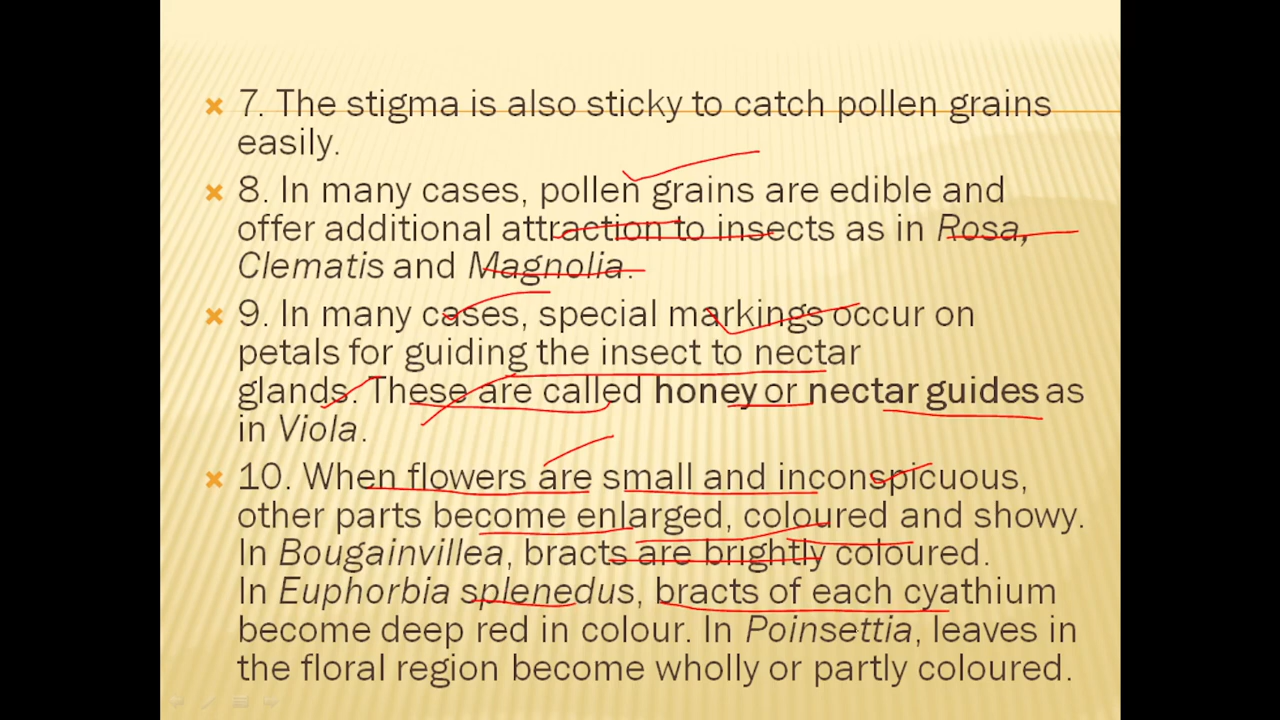 7. The stigma is also sticky to catch pollen grains
easily.
8. In many cases, pollen grains are edible and
offer additional attraction to insects as in Rosa,
Clematis and Magnolia.
9. In many cases, special markings occur on
petals for guiding the insect to nectar
glands. These are called honey or nectar guides as
in Viola.
10. When flowers are small and inconspicuous,
other parts become enlarged, coloured and showy.
In Bougainvillea, bracts are brightly coloured.
In Euphorbia splenedus, bracts of each cyathium
become deep red in colour. In Poinsettia, leaves in
the floral region become wholly or partly coloured.